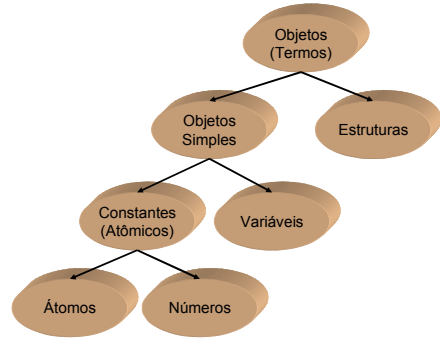 Objetos
(Termos)
Objetos
Simples
Estruturas
Constantes
(Atômicos)
Variáveis
Átomos
Números